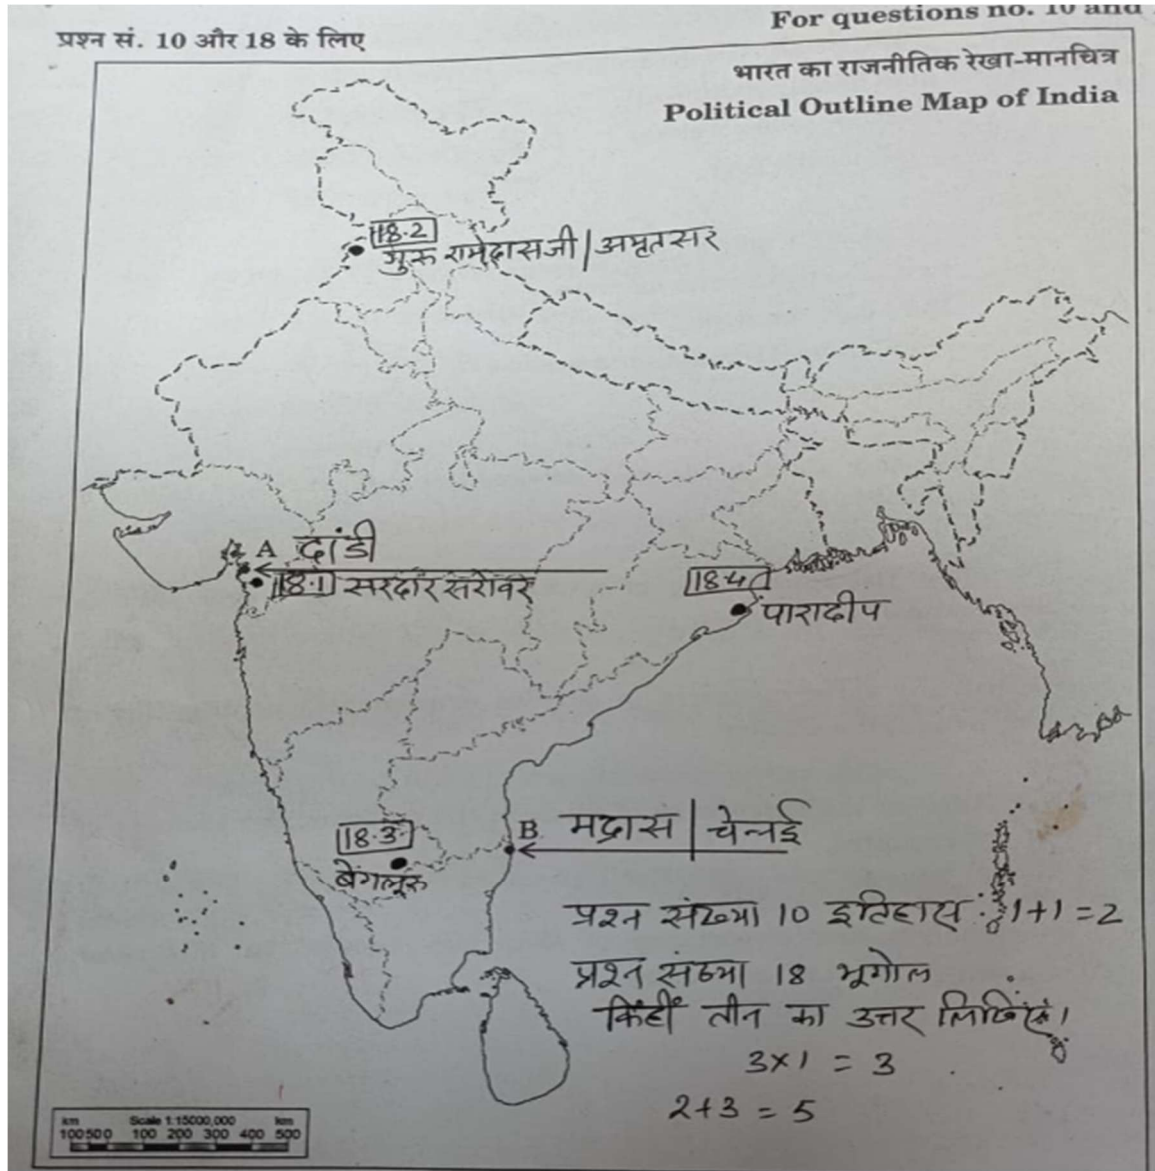 For questions no. 10 and
प्रश्न सं. 10 और 18 के लिए
भारत का राजनीतिक रेखा-मानचित्र
Political Outline Map of India
18.2
गुरु रामदासजी | अमृतसर
A दांडी
18.1 सरदार सरोवर
18.4
पारादीप
18.3
बेंगलूरु
B. मद्रास | चेन्नई
प्रश्न संख्या 10 इतिहास : 1+1 = 2
प्रश्न संख्या 18 भूगोल
किंहीं तीन का उत्तर लिखिए।
3×1 = 3
2+3 = 5
km Scale 1:15000,000 km
100 50 0 100 200 300 400 500